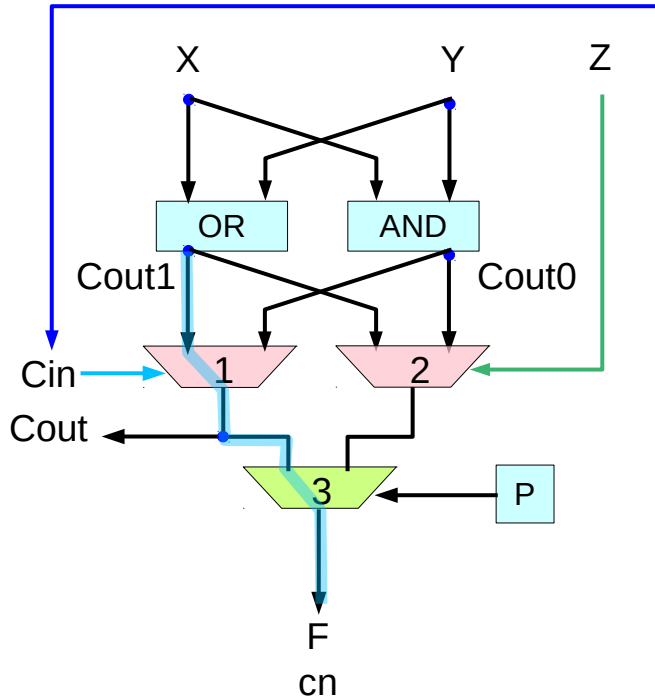 X Y Z
OR AND
Cout1 Cout0
Cin 1 2
Cout
3 P
F
cn